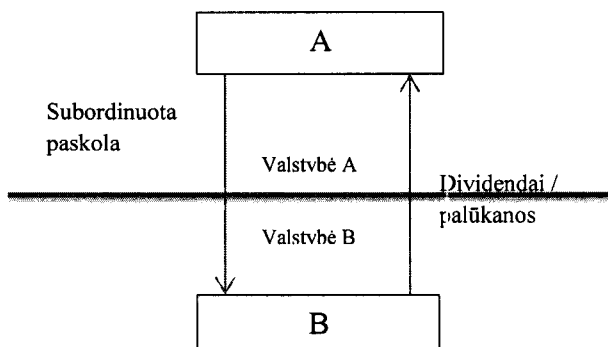 A
Subordinuota
paskola
Valstybė A
Dividendai /
palūkanos
Valstybė B
B